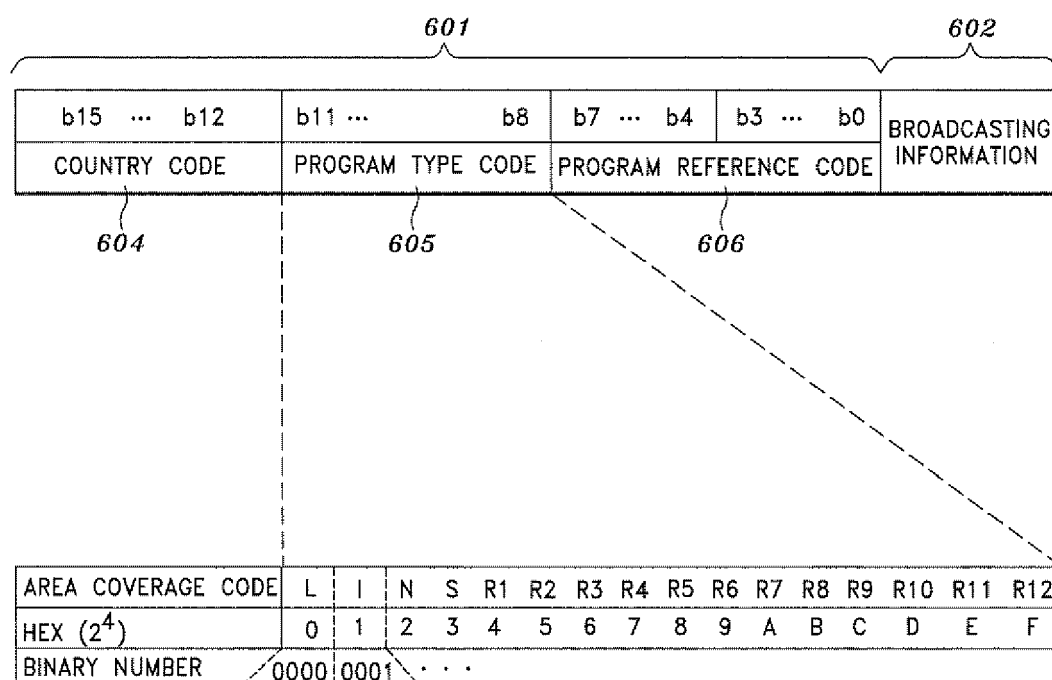 601 602
b15 ... b12 b11 ... b8 b7 ... b4 b3 ... b0 BROADCASTING INFORMATION
COUNTRY CODE PROGRAM TYPE CODE PROGRAM REFERENCE CODE
604 605 606
AREA COVERAGE CODE L I N S R1 R2 R3 R4 R5 R6 R7 R8 R9 R10 R11 R12
HEX (2^4) 0 1 2 3 4 5 6 7 8 9 A B C D E F
BINARY NUMBER 0000 0001 . . .